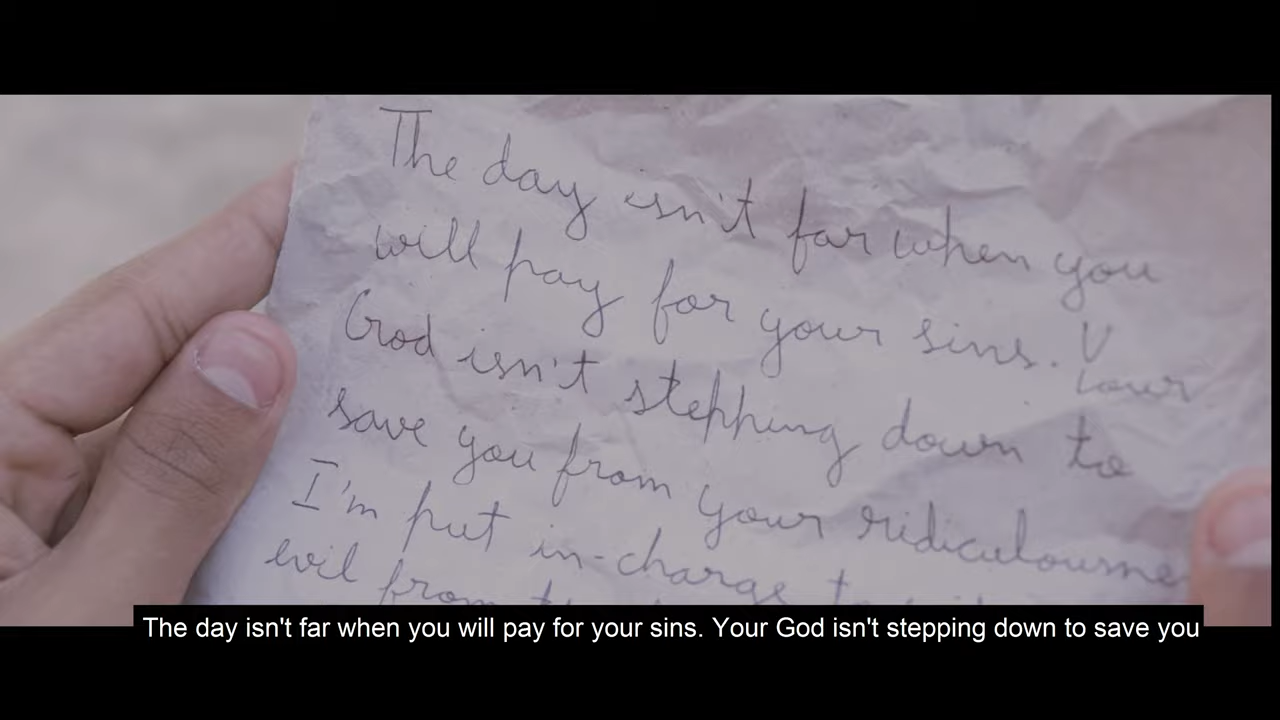 The day isn't far when you
will pay for your sins. Your
God isn't stepping down to
save you from your
I'm put in-charge
evil from
The day isn't far when you will pay for your sins. Your God isn't stepping down to save you